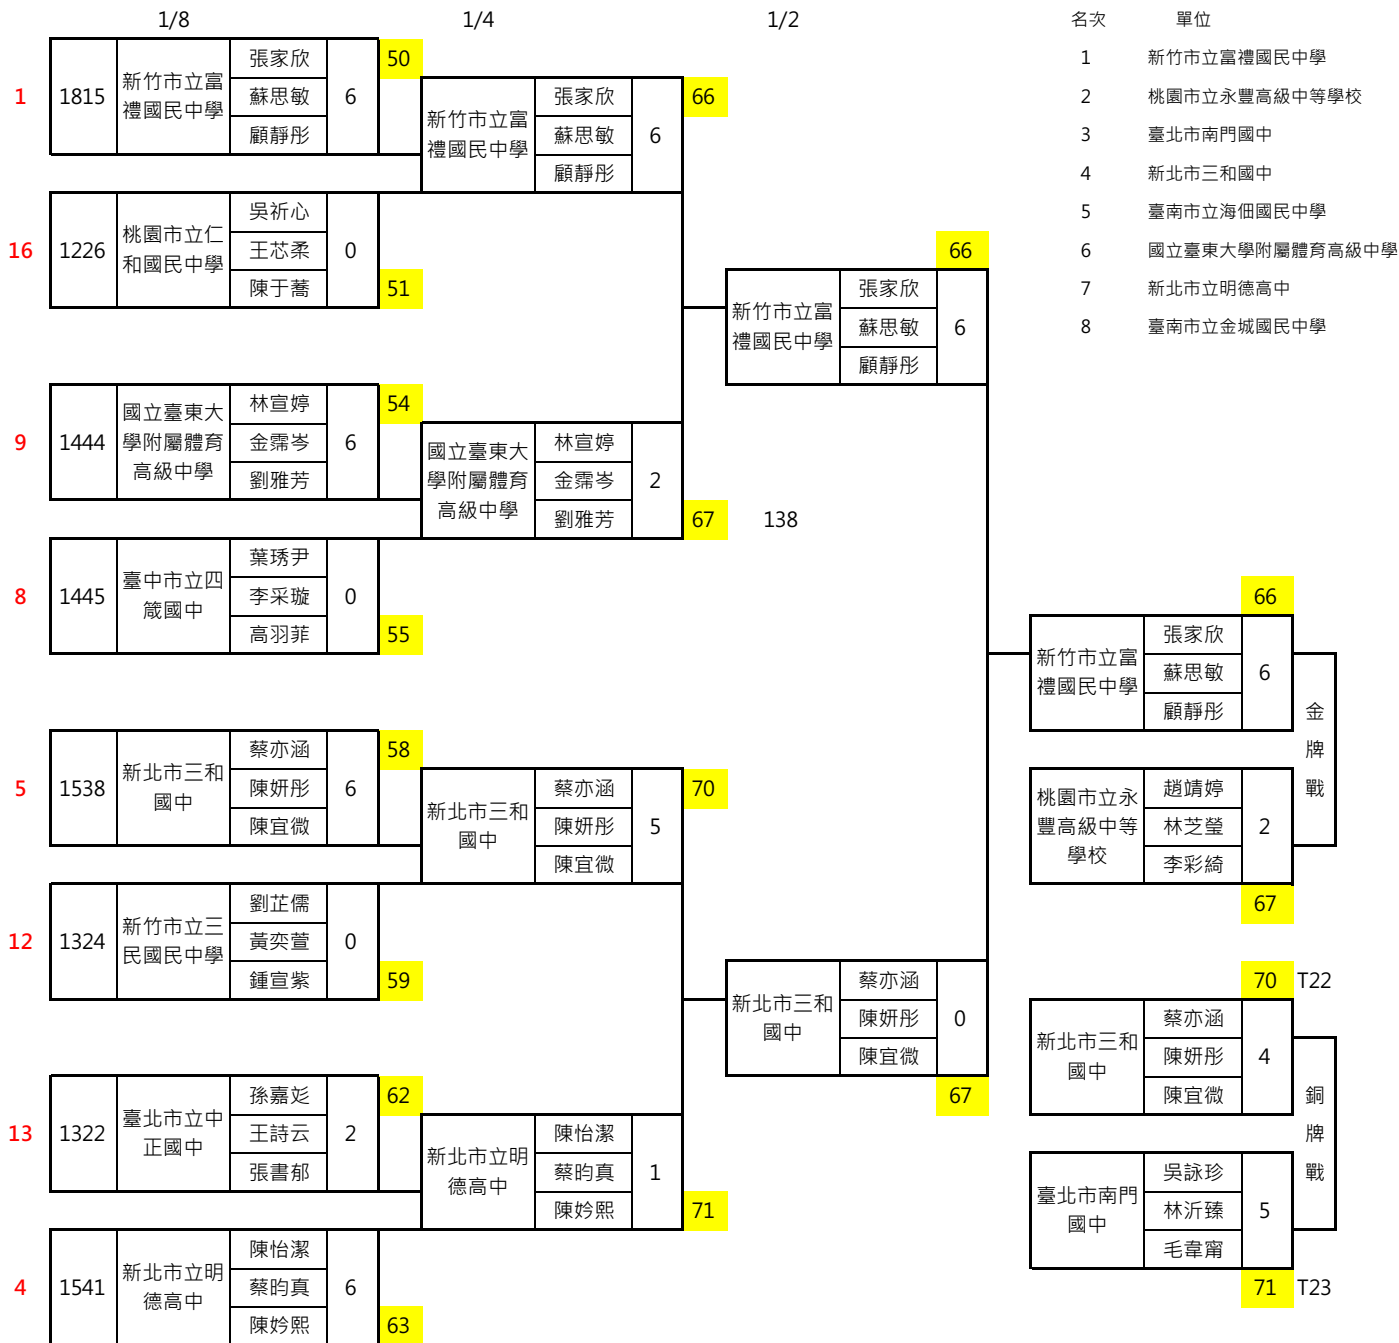 1/8 1/4 1/2 名次 單位
1 新竹市立富禮國民中學
2 桃園市立永豐高級中等學校
3 臺北市南門國中
4 新北市三和國中
5 臺南市立海佃國民中學
6 國立臺東大學附屬體育高級中學
7 新北市立明德高中
8 臺南市立金城國民中學
1 1815 新竹市立富
禮國民中學
張家欣
蘇思敏
顧靜彤
6
50
16 1226 桃園市立仁
和國民中學
吳祈心
王芯柔
陳于蕎
0
51
9 1444 國立臺東大
學附屬體育
高級中學
林宣婷
金霈岑
劉雅芳
6
54
8 1445 臺中市立四
箴國中
葉琇尹
李采璇
高羽菲
0
55
5 1538 新北市三和
國中
蔡亦涵
陳妍彤
陳宜微
6
58
12 1324 新竹市立三
民國民中學
劉芷儒
黃奕萱
鍾宣紫
0
59
13 1322 臺北市立中
正國中
孫嘉彣
王詩云
張書郁
2
62
4 1541 新北市立明
德高中
陳怡潔
蔡昀真
陳妗熙
6
63
新竹市立富
禮國民中學
張家欣
蘇思敏
顧靜彤
6
66
國立臺東大
學附屬體育
高級中學
林宣婷
金霈岑
劉雅芳
2
67 138
新北市三和
國中
蔡亦涵
陳妍彤
陳宜微
5
70
新北市立明
德高中
陳怡潔
蔡昀真
陳妗熙
1
71
66
新竹市立富
禮國民中學
張家欣
蘇思敏
顧靜彤
6
新北市三和
國中
蔡亦涵
陳妍彤
陳宜微
0
67
66
新竹市立富
禮國民中學
張家欣
蘇思敏
顧靜彤
6
金
牌
戰
桃園市立永
豐高級中等
學校
趙靖婷
林芝瑩
李彩綺
2
67
70 T22
新北市三和
國中
蔡亦涵
陳妍彤
陳宜微
4
銅
牌
戰
臺北市南門
國中
吳詠珍
林沂臻
毛韋甯
5
71 T23